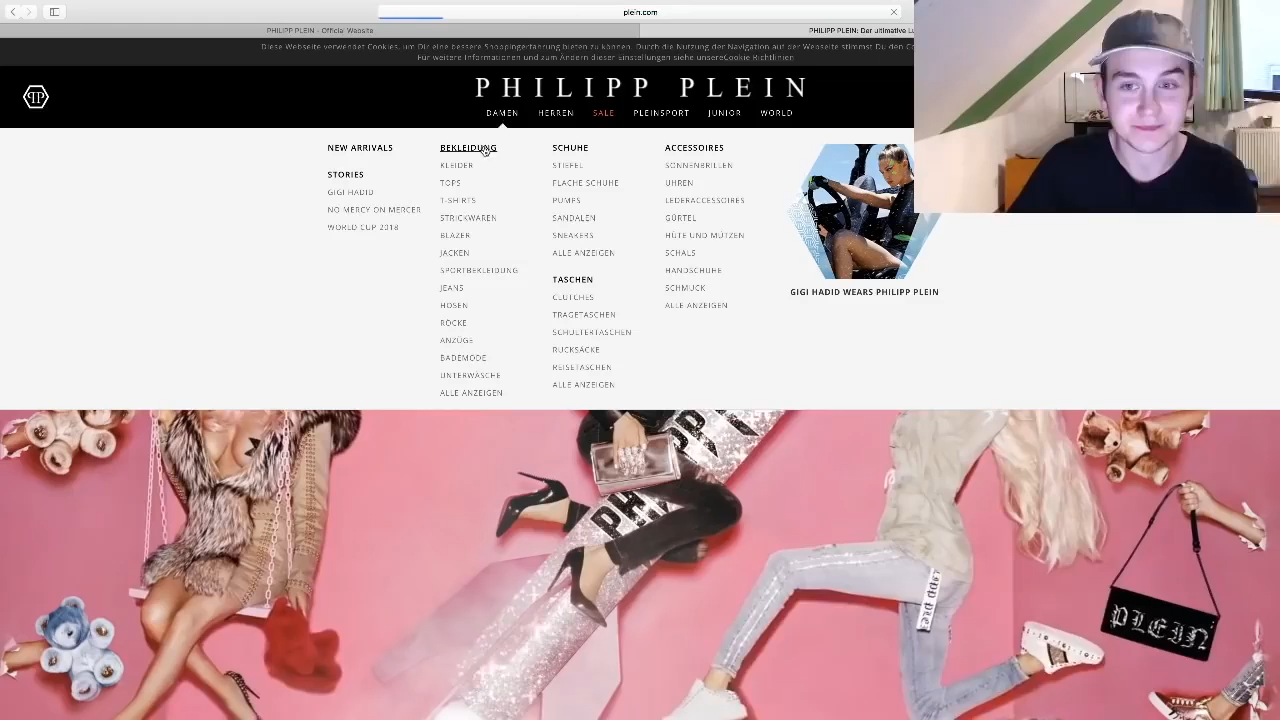 plein.com
PHILIPP PLEIN - Official Website
PHILIPP PLEIN: Der ultimative Lu
Diese Webseite verwendet Cookies, um Dir eine bessere Shoppingerfahrung bieten zu können. Durch die Nutzung der Navigation auf der Webseite stimmst Du den Co
Für weitere Informationen und zum Ändern dieser Einstellungen siehe unsereCookie Richtlinien
PHILIPP PLEIN
DAMEN HERREN SALE PLEINSPORT JUNIOR WORLD
NEW ARRIVALS
STORIES
GIGI HADID
NO MERCY ON MERCER
WORLD CUP 2018
BEKLEIDUNG
KLEIDER
TOPS
T-SHIRTS
STRICKWAREN
BLAZER
JACKEN
SPORTBEKLEIDUNG
JEANS
HOSEN
RÖCKE
ANZÜGE
BADEMODE
UNTERWÄSCHE
ALLE ANZEIGEN
SCHUHE
STIEFEL
FLACHE SCHUHE
PUMPS
SANDALEN
SNEAKERS
ALLE ANZEIGEN
TASCHEN
CLUTCHES
TRAGETASCHEN
SCHULTERTASCHEN
RUCKSÄCKE
REISETASCHEN
ALLE ANZEIGEN
ACCESSOIRES
SONNENBRILLEN
UHREN
LEDERACCESSOIRES
GÜRTEL
HÜTE UND MÜTZEN
SCHALS
HANDSCHUHE
SCHMUCK
ALLE ANZEIGEN
GIGI HADID WEARS PHILIPP PLEIN
PLEIN